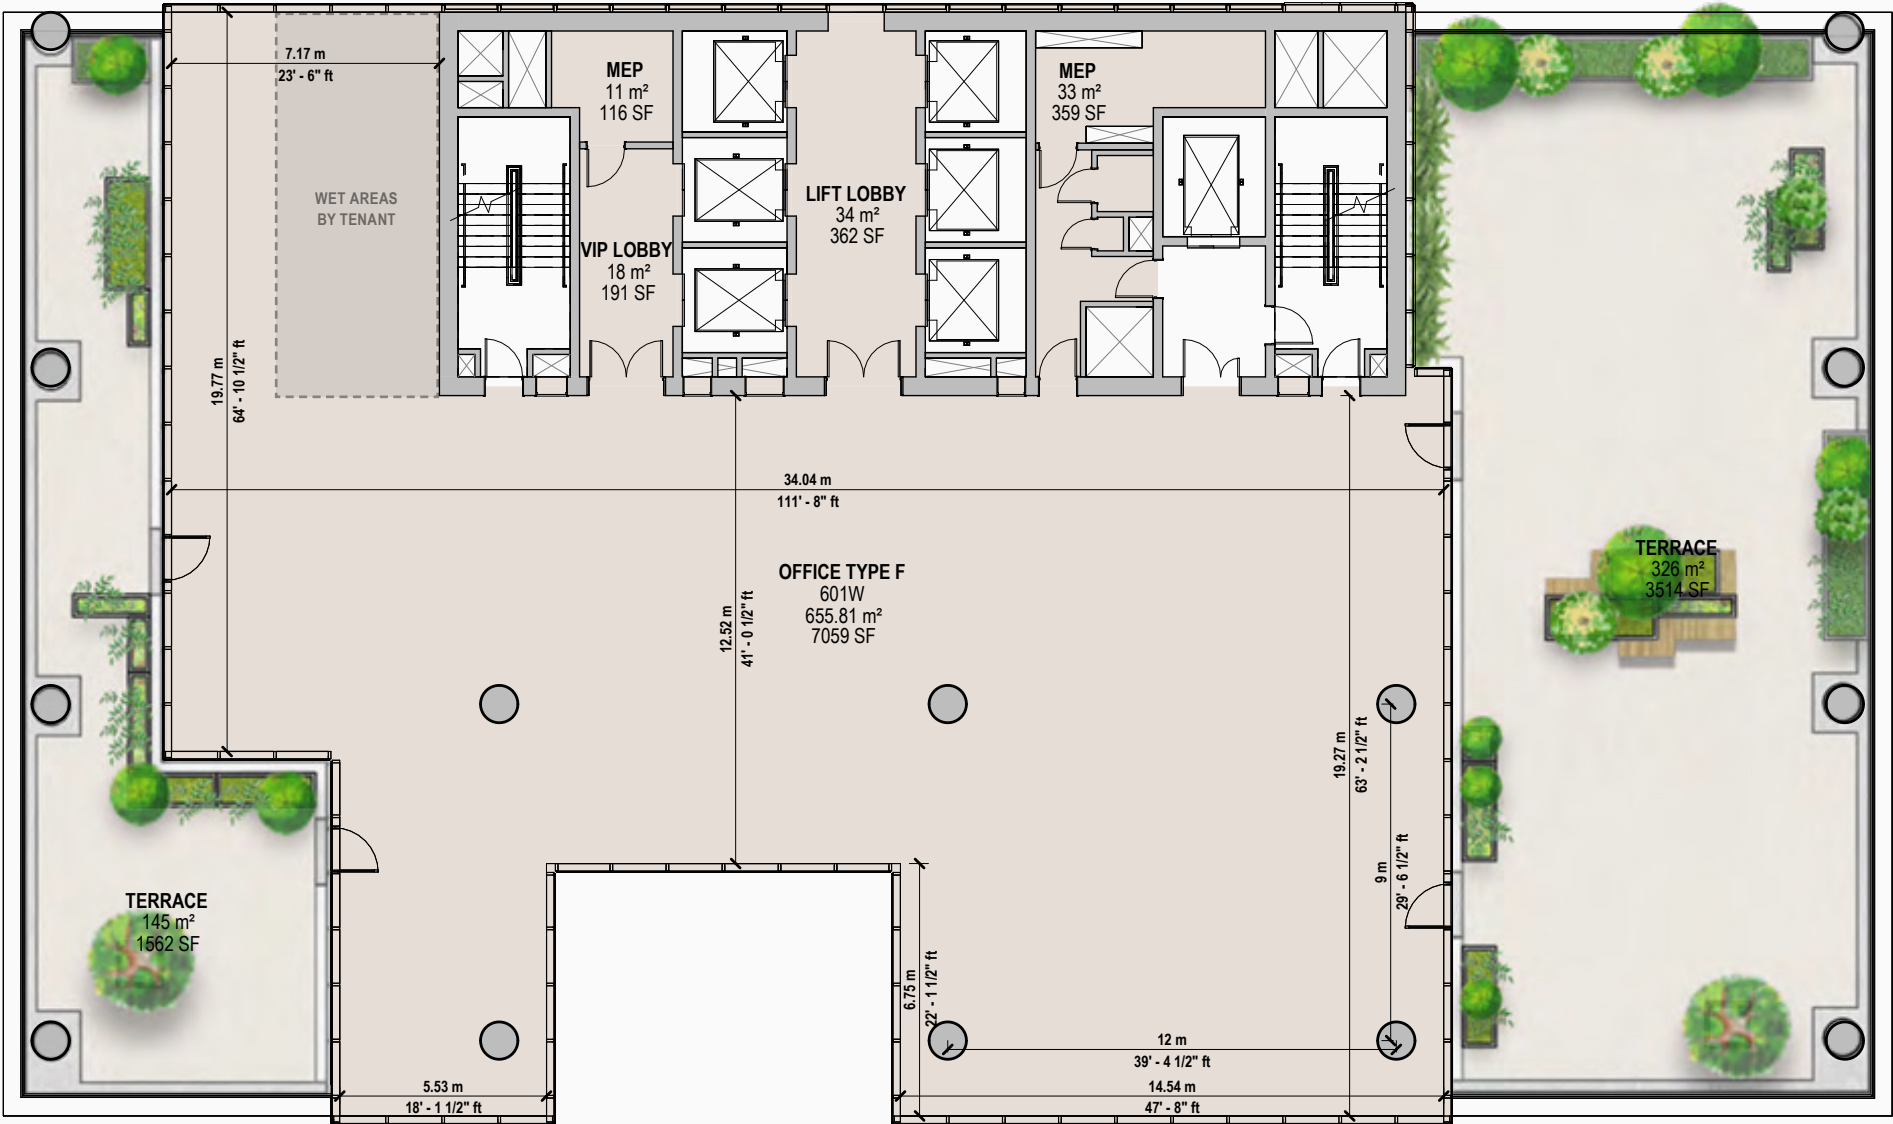 7.17 m
23' - 6" ft
MEP
11 m²
116 SF
MEP
33 m²
359 SF
WET AREAS
BY TENANT
LIFT LOBBY
34 m²
362 SF
VIP LOBBY
18 m²
191 SF
19.77 m
64' - 10 1/2" ft
34.04 m
111' - 8" ft
OFFICE TYPE F
601W
655.81 m²
7059 SF
12.52 m
41' - 0 1/2" ft
TERRACE
326 m²
3514 SF
19.27 m
63' - 2 1/2" ft
9 m
29' - 6 1/2" ft
TERRACE
145 m²
1562 SF
6.75 m
22' - 1 1/2" ft
12 m
39' - 4 1/2" ft
5.53 m
18' - 1 1/2" ft
14.54 m
47' - 8" ft